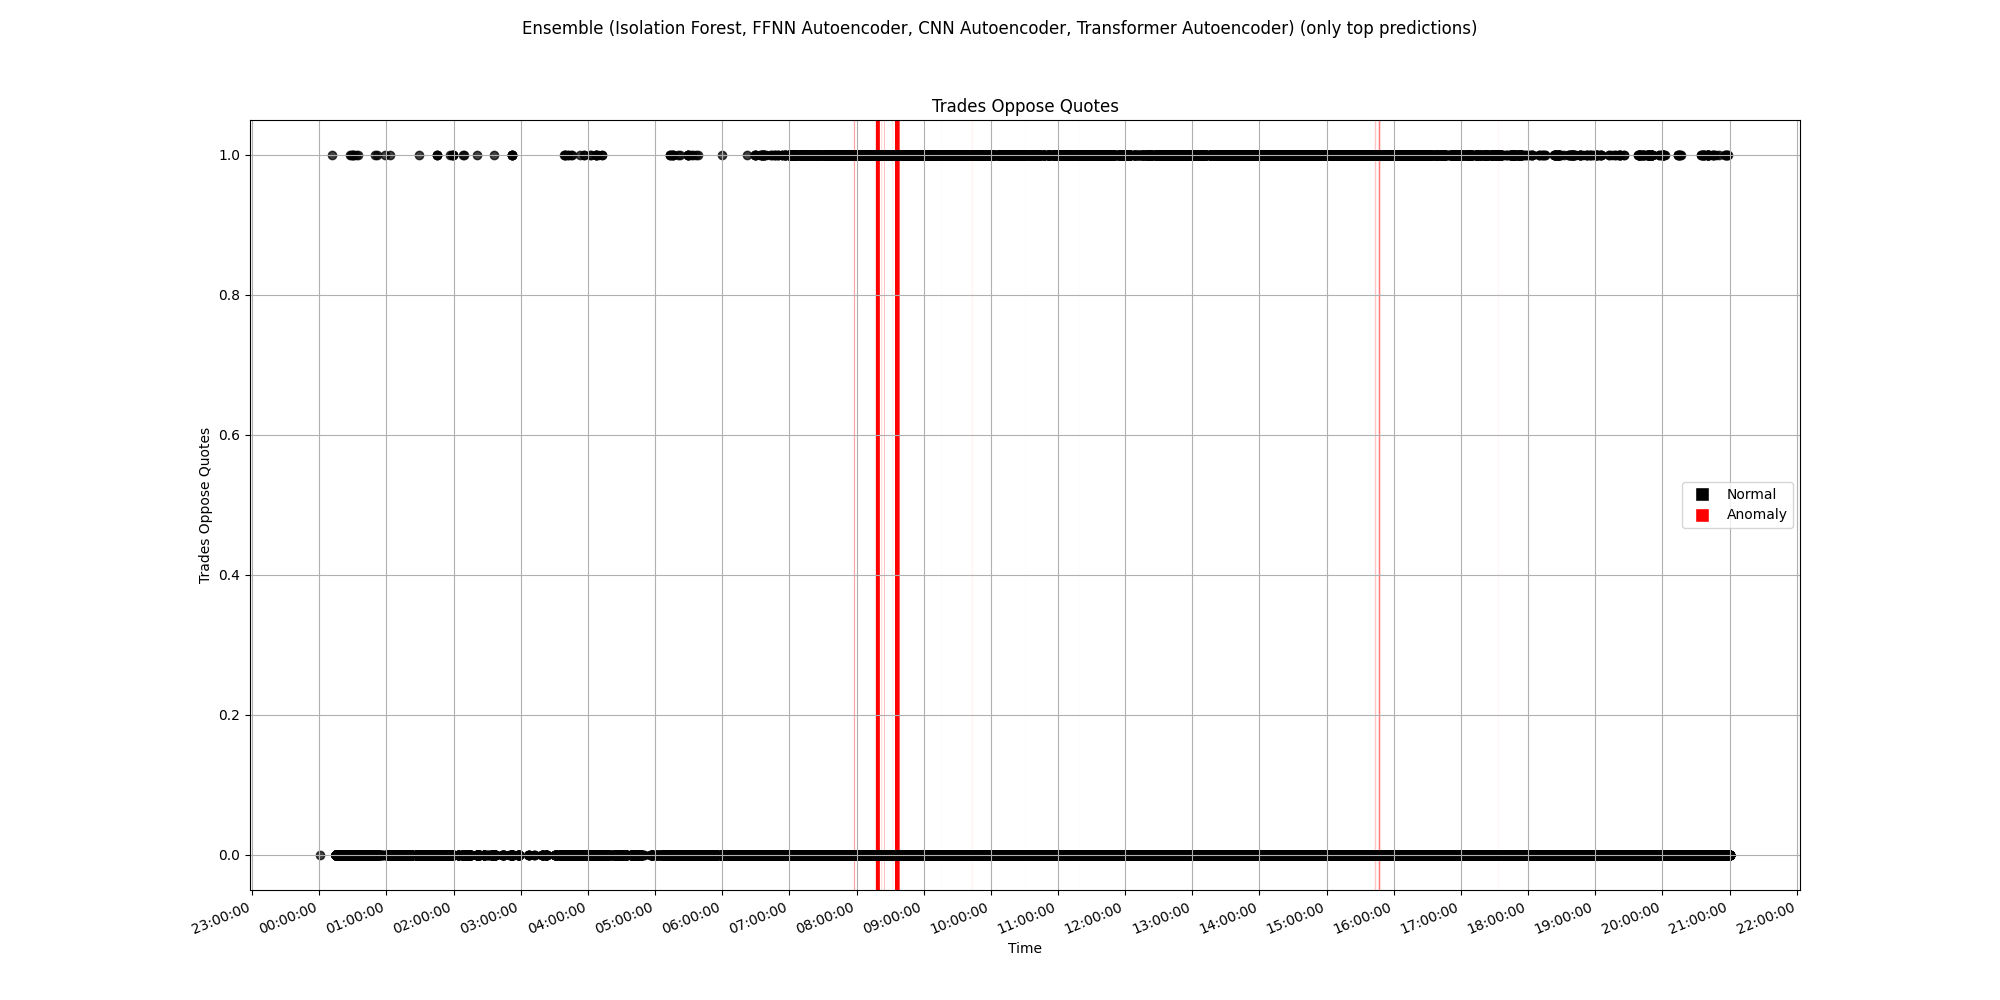 Ensemble (Isolation Forest, FFNN Autoencoder, CNN Autoencoder, Transformer Autoencoder) (only top predictions)
Trades Oppose Quotes
1.0
0.8
0.6
0.4
0.2
0.0
Trades Oppose Quotes
Normal
Anomaly
23:00:00 00:00:00 01:00:00 02:00:00 03:00:00 04:00:00 05:00:00 06:00:00 07:00:00 08:00:00 09:00:00 10:00:00 11:00:00 12:00:00 13:00:00 14:00:00 15:00:00 16:00:00 17:00:00 18:00:00 19:00:00 20:00:00 21:00:00 22:00:00
Time